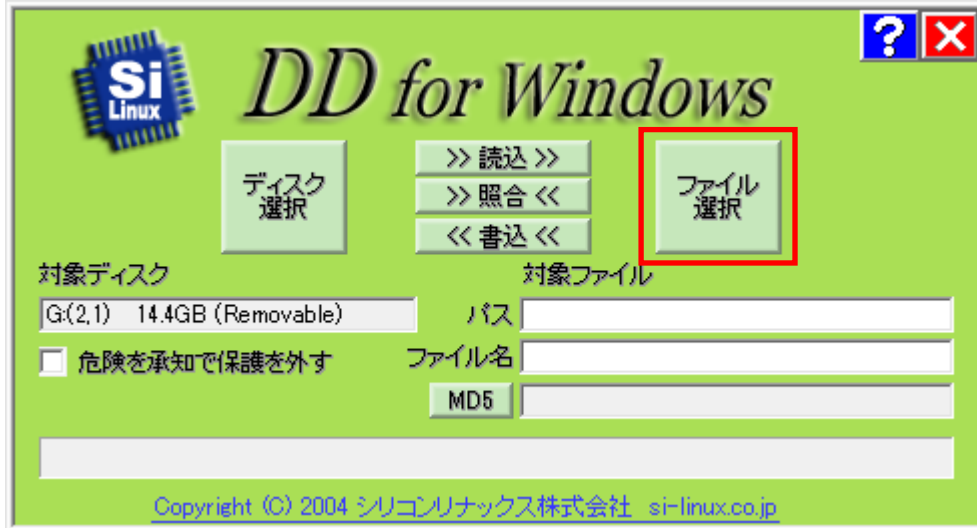 Si
Linux
DD for Windows
?
ディスク
選択
>> 読込 >>
>> 照合 <<
<< 書込 <<
ファイル
選択
対象ディスク
対象ファイル
G:(2,1) 14.4GB (Removable)
パス
危険を承知で保護を外す
ファイル名
MD5
Copyright (C) 2004 シリコンリナックス株式会社 si-linux.co.jp